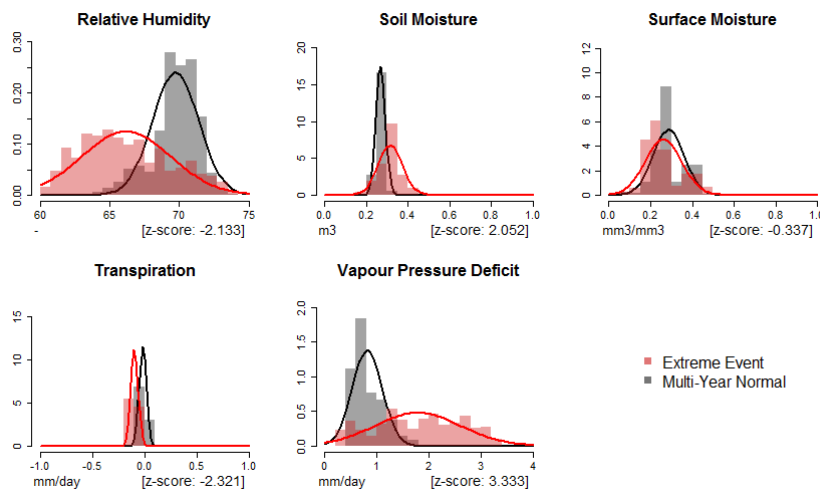 Relative Humidity
0.30
0.20
0.10
0.00
60 65 70 75
- [z-score: -2.133]
Soil Moisture
20
15
10
5
0
0.0 0.2 0.4 0.6 0.8 1.0
m3 [z-score: 2.052]
Surface Moisture
12
10
8
6
4
2
0
0.0 0.2 0.4 0.6 0.8 1.0
mm3/mm3 [z-score: -0.337]
Transpiration
15
10
5
0
-1.0 -0.5 0.0 0.5 1.0
mm/day [z-score: -2.321]
Vapour Pressure Deficit
2.0
1.5
1.0
0.5
0.0
0 1 2 3 4
mm/day [z-score: 3.333]
Extreme Event
Multi-Year Normal